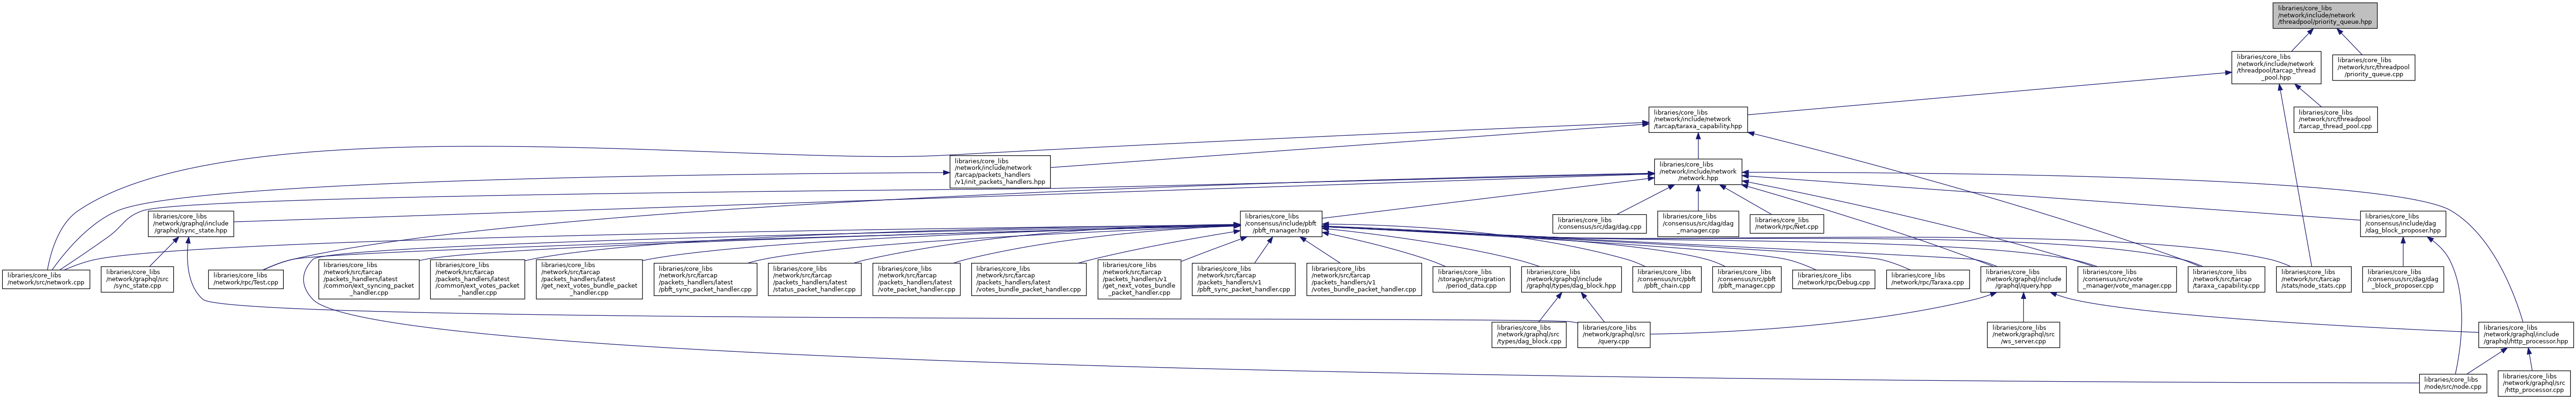 libraries/core_libs
/network/include/network
/threadpool/priority_queue.hpp
libraries/core_libs
/network/include/network
/threadpool/tarcap_thread
_pool.hpp
libraries/core_libs
/network/src/threadpool
/priority_queue.cpp
libraries/core_libs
/network/include/network
/tarcap/taraxa_capability.hpp
libraries/core_libs
/network/src/threadpool
/tarcap_thread_pool.cpp
libraries/core_libs
/network/include/network
/tarcap/packets_handlers
/v1/init_packets_handlers.hpp
libraries/core_libs
/network/include/network
/network.hpp
libraries/core_libs
/network/graphql/include
/graphql/sync_state.hpp
libraries/core_libs
/consensus/include/pbft
/pbft_manager.hpp
libraries/core_libs
/consensus/src/dag/dag.cpp
libraries/core_libs
/consensus/src/dag/dag
_manager.cpp
libraries/core_libs
/network/rpc/Net.cpp
libraries/core_libs
/consensus/include/dag
/dag_block_proposer.hpp
libraries/core_libs
/network/src/network.cpp
libraries/core_libs
/network/graphql/src
/sync_state.cpp
libraries/core_libs
/network/rpc/Test.cpp
libraries/core_libs
/network/src/tarcap
/packets_handlers/latest
/common/ext_syncing_packet
_handler.cpp
libraries/core_libs
/network/src/tarcap
/packets_handlers/latest
/common/ext_votes_packet
_handler.cpp
libraries/core_libs
/network/src/tarcap
/packets_handlers/latest
/get_next_votes_bundle_packet
_handler.cpp
libraries/core_libs
/network/src/tarcap
/packets_handlers/latest
/pbft_sync_packet_handler.cpp
libraries/core_libs
/network/src/tarcap
/packets_handlers/latest
/status_packet_handler.cpp
libraries/core_libs
/network/src/tarcap
/packets_handlers/latest
/vote_packet_handler.cpp
libraries/core_libs
/network/src/tarcap
/packets_handlers/latest
/votes_bundle_packet_handler.cpp
libraries/core_libs
/network/src/tarcap
/packets_handlers/v1
/get_next_votes_bundle
_packet_handler.cpp
libraries/core_libs
/network/src/tarcap
/packets_handlers/v1
/pbft_sync_packet_handler.cpp
libraries/core_libs
/network/src/tarcap
/packets_handlers/v1
/votes_bundle_packet_handler.cpp
libraries/core_libs
/storage/src/migration
/period_data.cpp
libraries/core_libs
/network/graphql/include
/graphql/types/dag_block.hpp
libraries/core_libs
/consensus/src/pbft
/pbft_chain.cpp
libraries/core_libs
/consensus/src/pbft
/pbft_manager.cpp
libraries/core_libs
/network/rpc/Debug.cpp
libraries/core_libs
/network/rpc/Taraxa.cpp
libraries/core_libs
/network/graphql/include
/graphql/query.hpp
libraries/core_libs
/consensus/src/vote
_manager/vote_manager.cpp
libraries/core_libs
/network/src/tarcap
/taraxa_capability.cpp
libraries/core_libs
/network/src/tarcap
/stats/node_stats.cpp
libraries/core_libs
/consensus/src/dag/dag
_block_proposer.cpp
libraries/core_libs
/network/graphql/src
/types/dag_block.cpp
libraries/core_libs
/network/graphql/src
/query.cpp
libraries/core_libs
/network/graphql/src
/ws_server.cpp
libraries/core_libs
/network/graphql/include
/graphql/http_processor.hpp
libraries/core_libs
/node/src/node.cpp
libraries/core_libs
/network/graphql/src
/http_processor.cpp